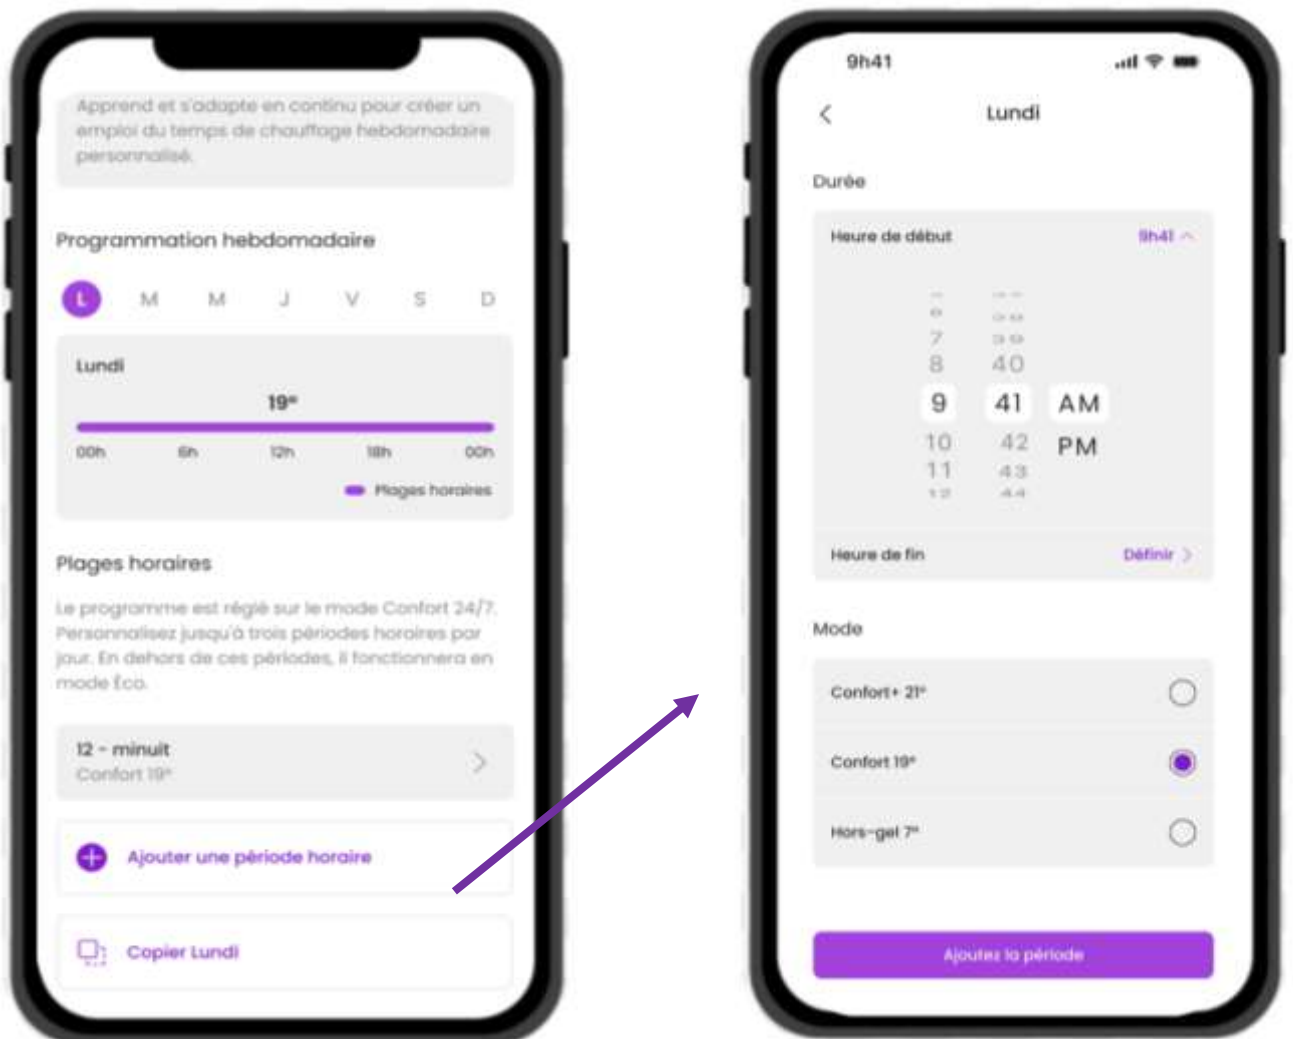 Apprend et s'adapte en continu pour créer un
emploi du temps de chauffage hebdomadaire
personnalisé.
Programmation hebdomadaire
L M M J V S D
Lundi
19°
00h 6h 12h 18h 00h
Plages horaires
Plages horaires
Le programme est réglé sur le mode Confort 24/7.
Personnalisez jusqu'à trois périodes horaires par
jour. En dehors de ces périodes, il fonctionnera en
mode Éco.
12 - minuit
Confort 19°
Ajouter une période horaire
Copier Lundi
9h41
Lundi
Durée
Heure de début 9h41
7 39
8 40
9 41 AM
10 42 PM
11 43
12 44
Heure de fin Définir
Mode
Confort+ 21°
Confort 19°
Hors-gel 7°
Ajoutez la période